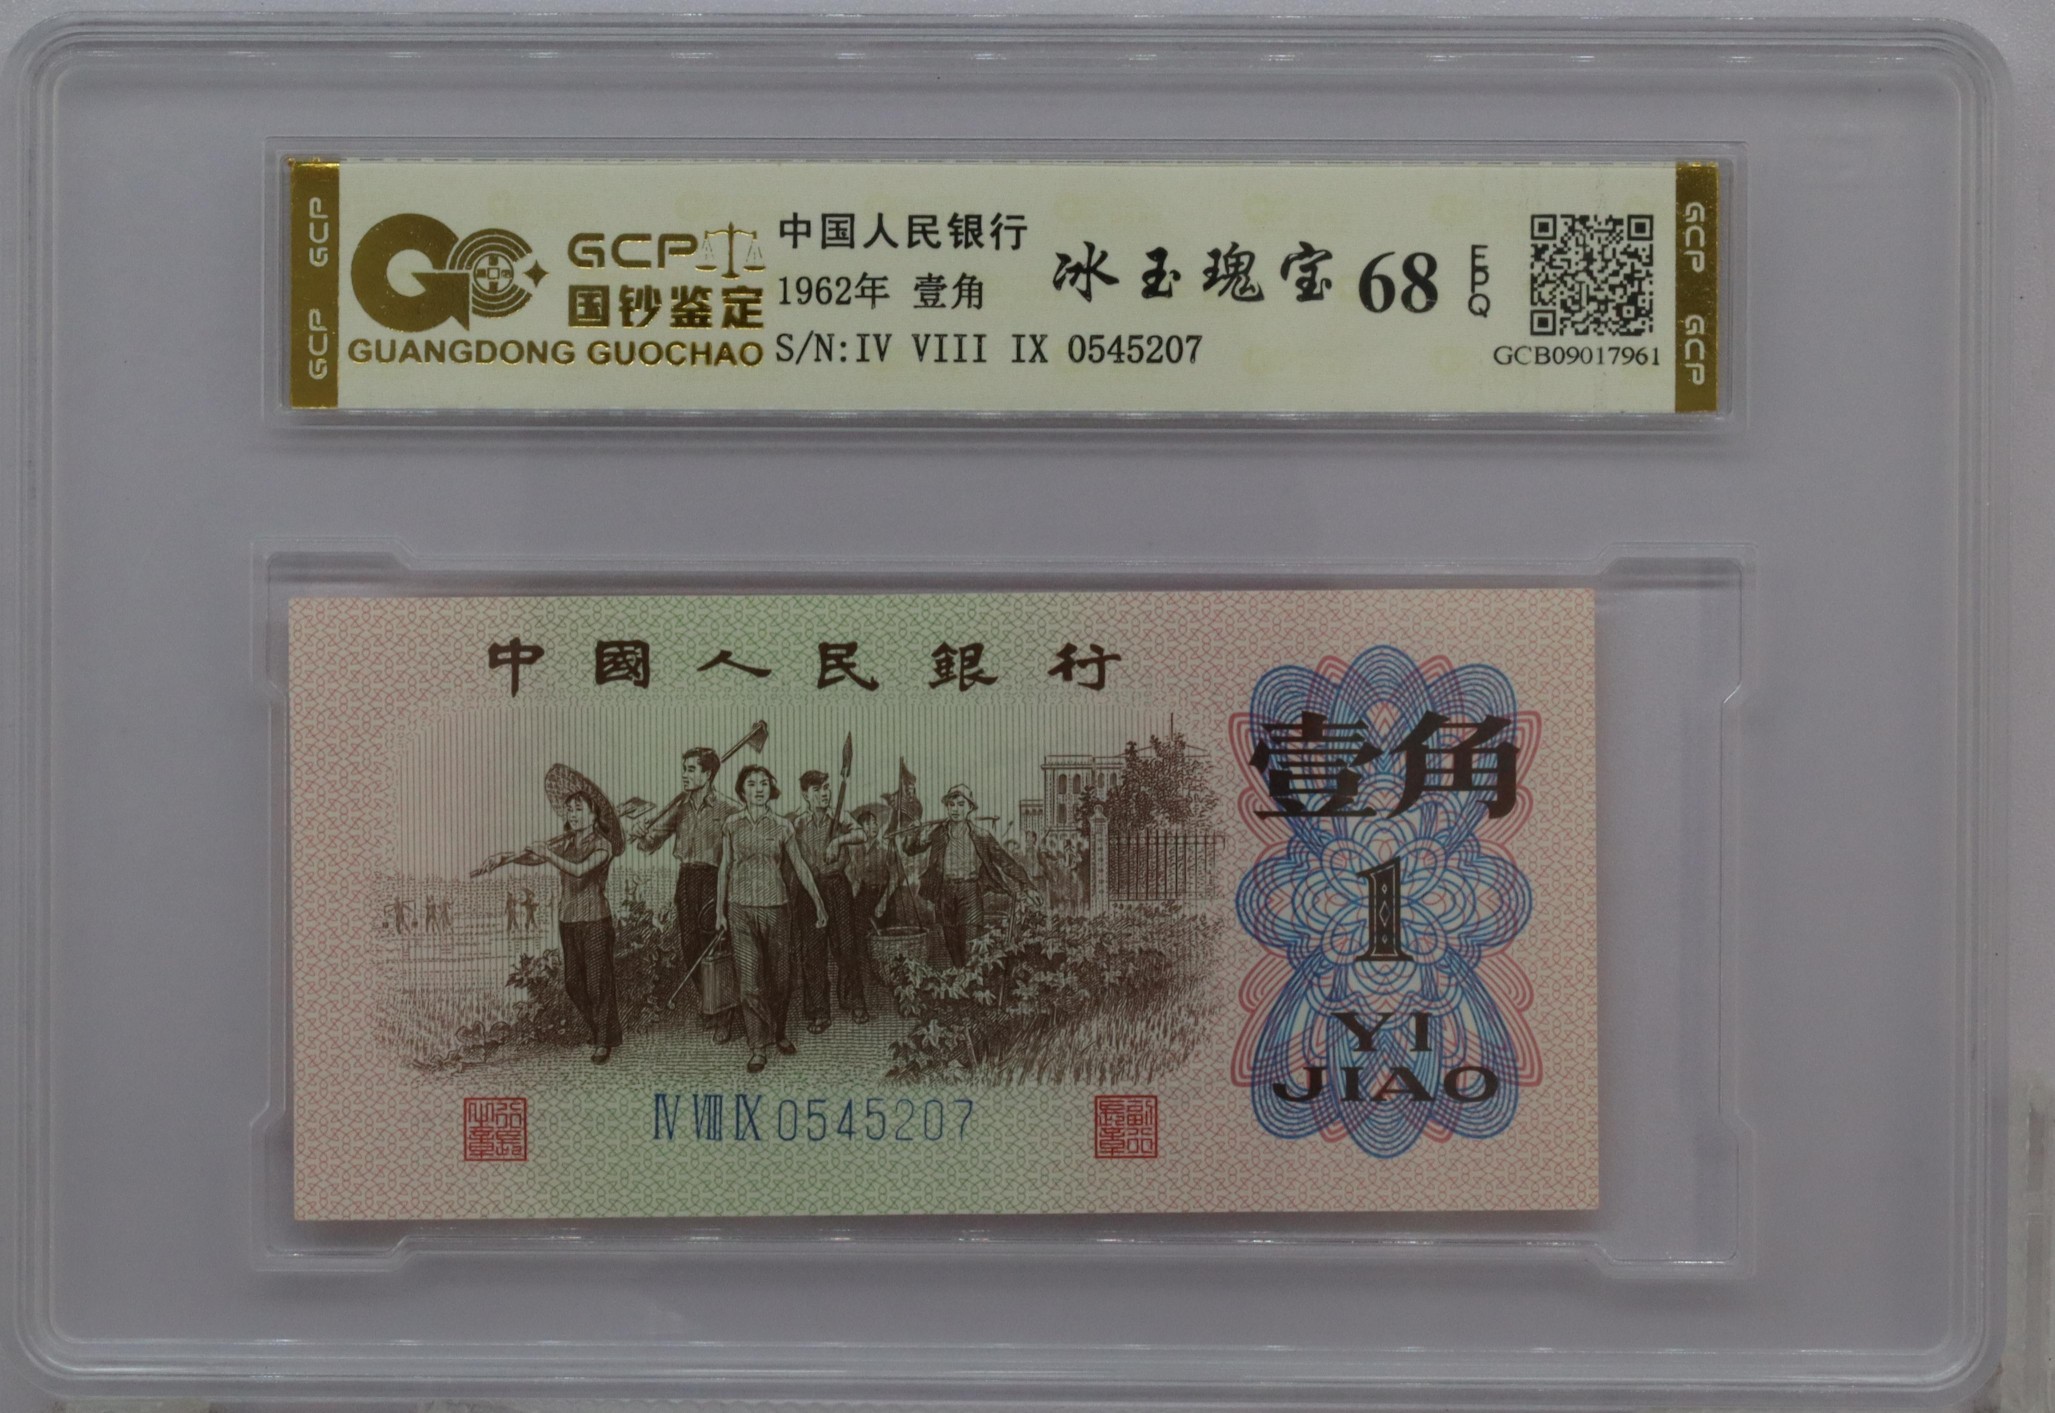 GCP GCP
GCP
国钞鉴定
GUANGDONG GUOCHAO
中国人民银行
1962年 壹角
S/N:IV VIII IX 0545207
冰玉瑰宝 68 EPQ
GCB09017961
GCP GCP
中國人民銀行
壹角
1
YI
JIAO
IV VIII IX 0545207